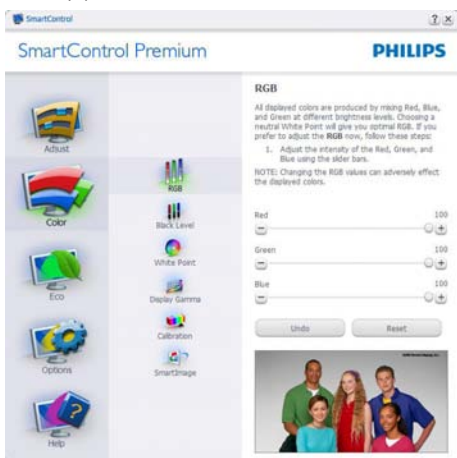 SmartControl
SmartControl Premium
PHILIPS
Adjust
Color
Eco
Options
Help
RGB
Black Level
White Point
Display Gamma
Calibration
SmartImage
RGB
All displayed colors are produced by mixing Red, Blue,
and Green at different brightness levels. Choosing a
neutral White Point will give you optimal RGB. If you
prefer to adjust the RGB now, follow these steps:
1. Adjust the intensity of the Red, Green, and
Blue using the slider bars.
NOTE: Changing the RGB values can adversely effect
the displayed colors.
Red 100
Green 100
Blue 100
Undo Reset